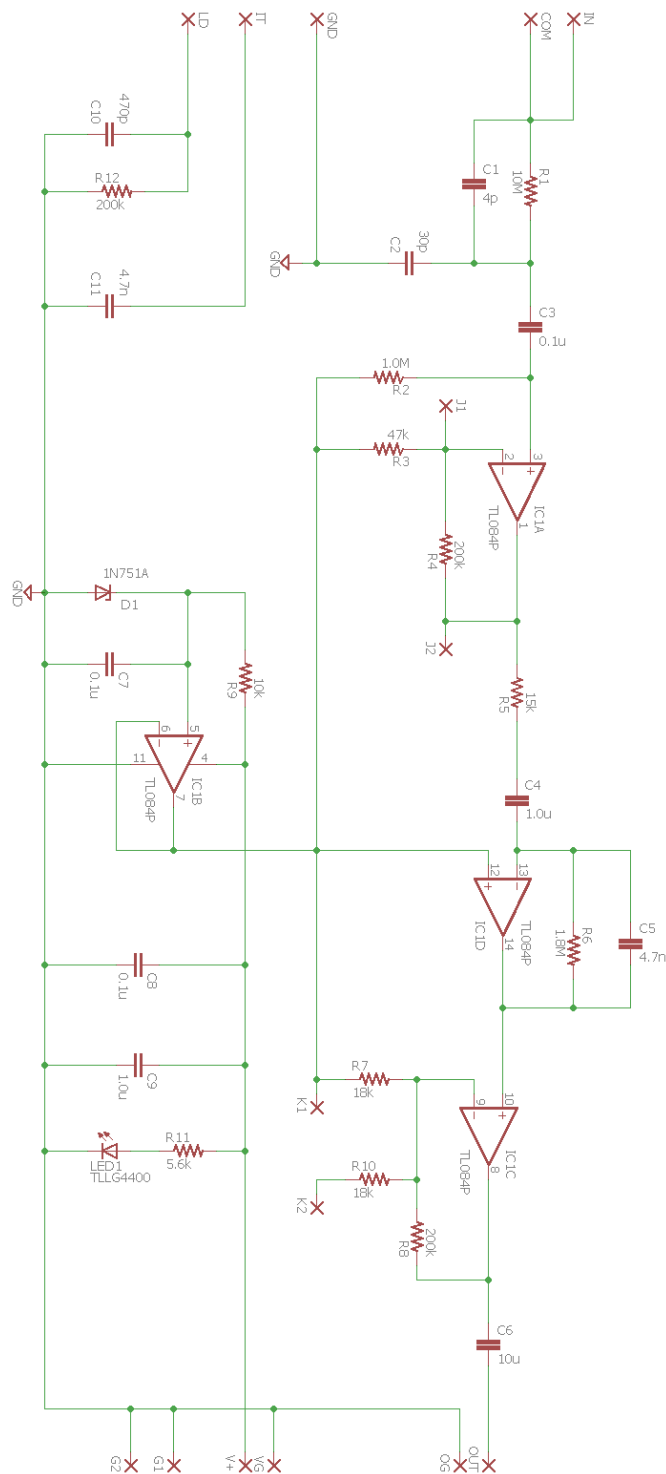 LD
IT
GND
COM
IN
470p
C10
R12
200k
C1
4p
R1
10M
30p
C2
GND
4.7n
C11
C3
0.1u
1.0M
R2
J1
47k
R3
2
3
-
+
IC1A
TL084P
1
200k
R4
J2
1N751A
D1
GND
15k
R5
C7
0.1u
10k
R9
6
5
-
+
11
4
IC1B
TL084P
7
C4
1.0u
12
13
+
-
TL084P
IC1D
14
R6
1.8M
C5
4.7n
C8
0.1u
C9
1.0u
R7
18k
K1
9
10
-
+
IC1C
TL084P
8
R11
5.6k
LED1
TLLG4400
R10
18k
K2
200k
R8
C6
10u
G2
G1
V+
VG
OG
OUT